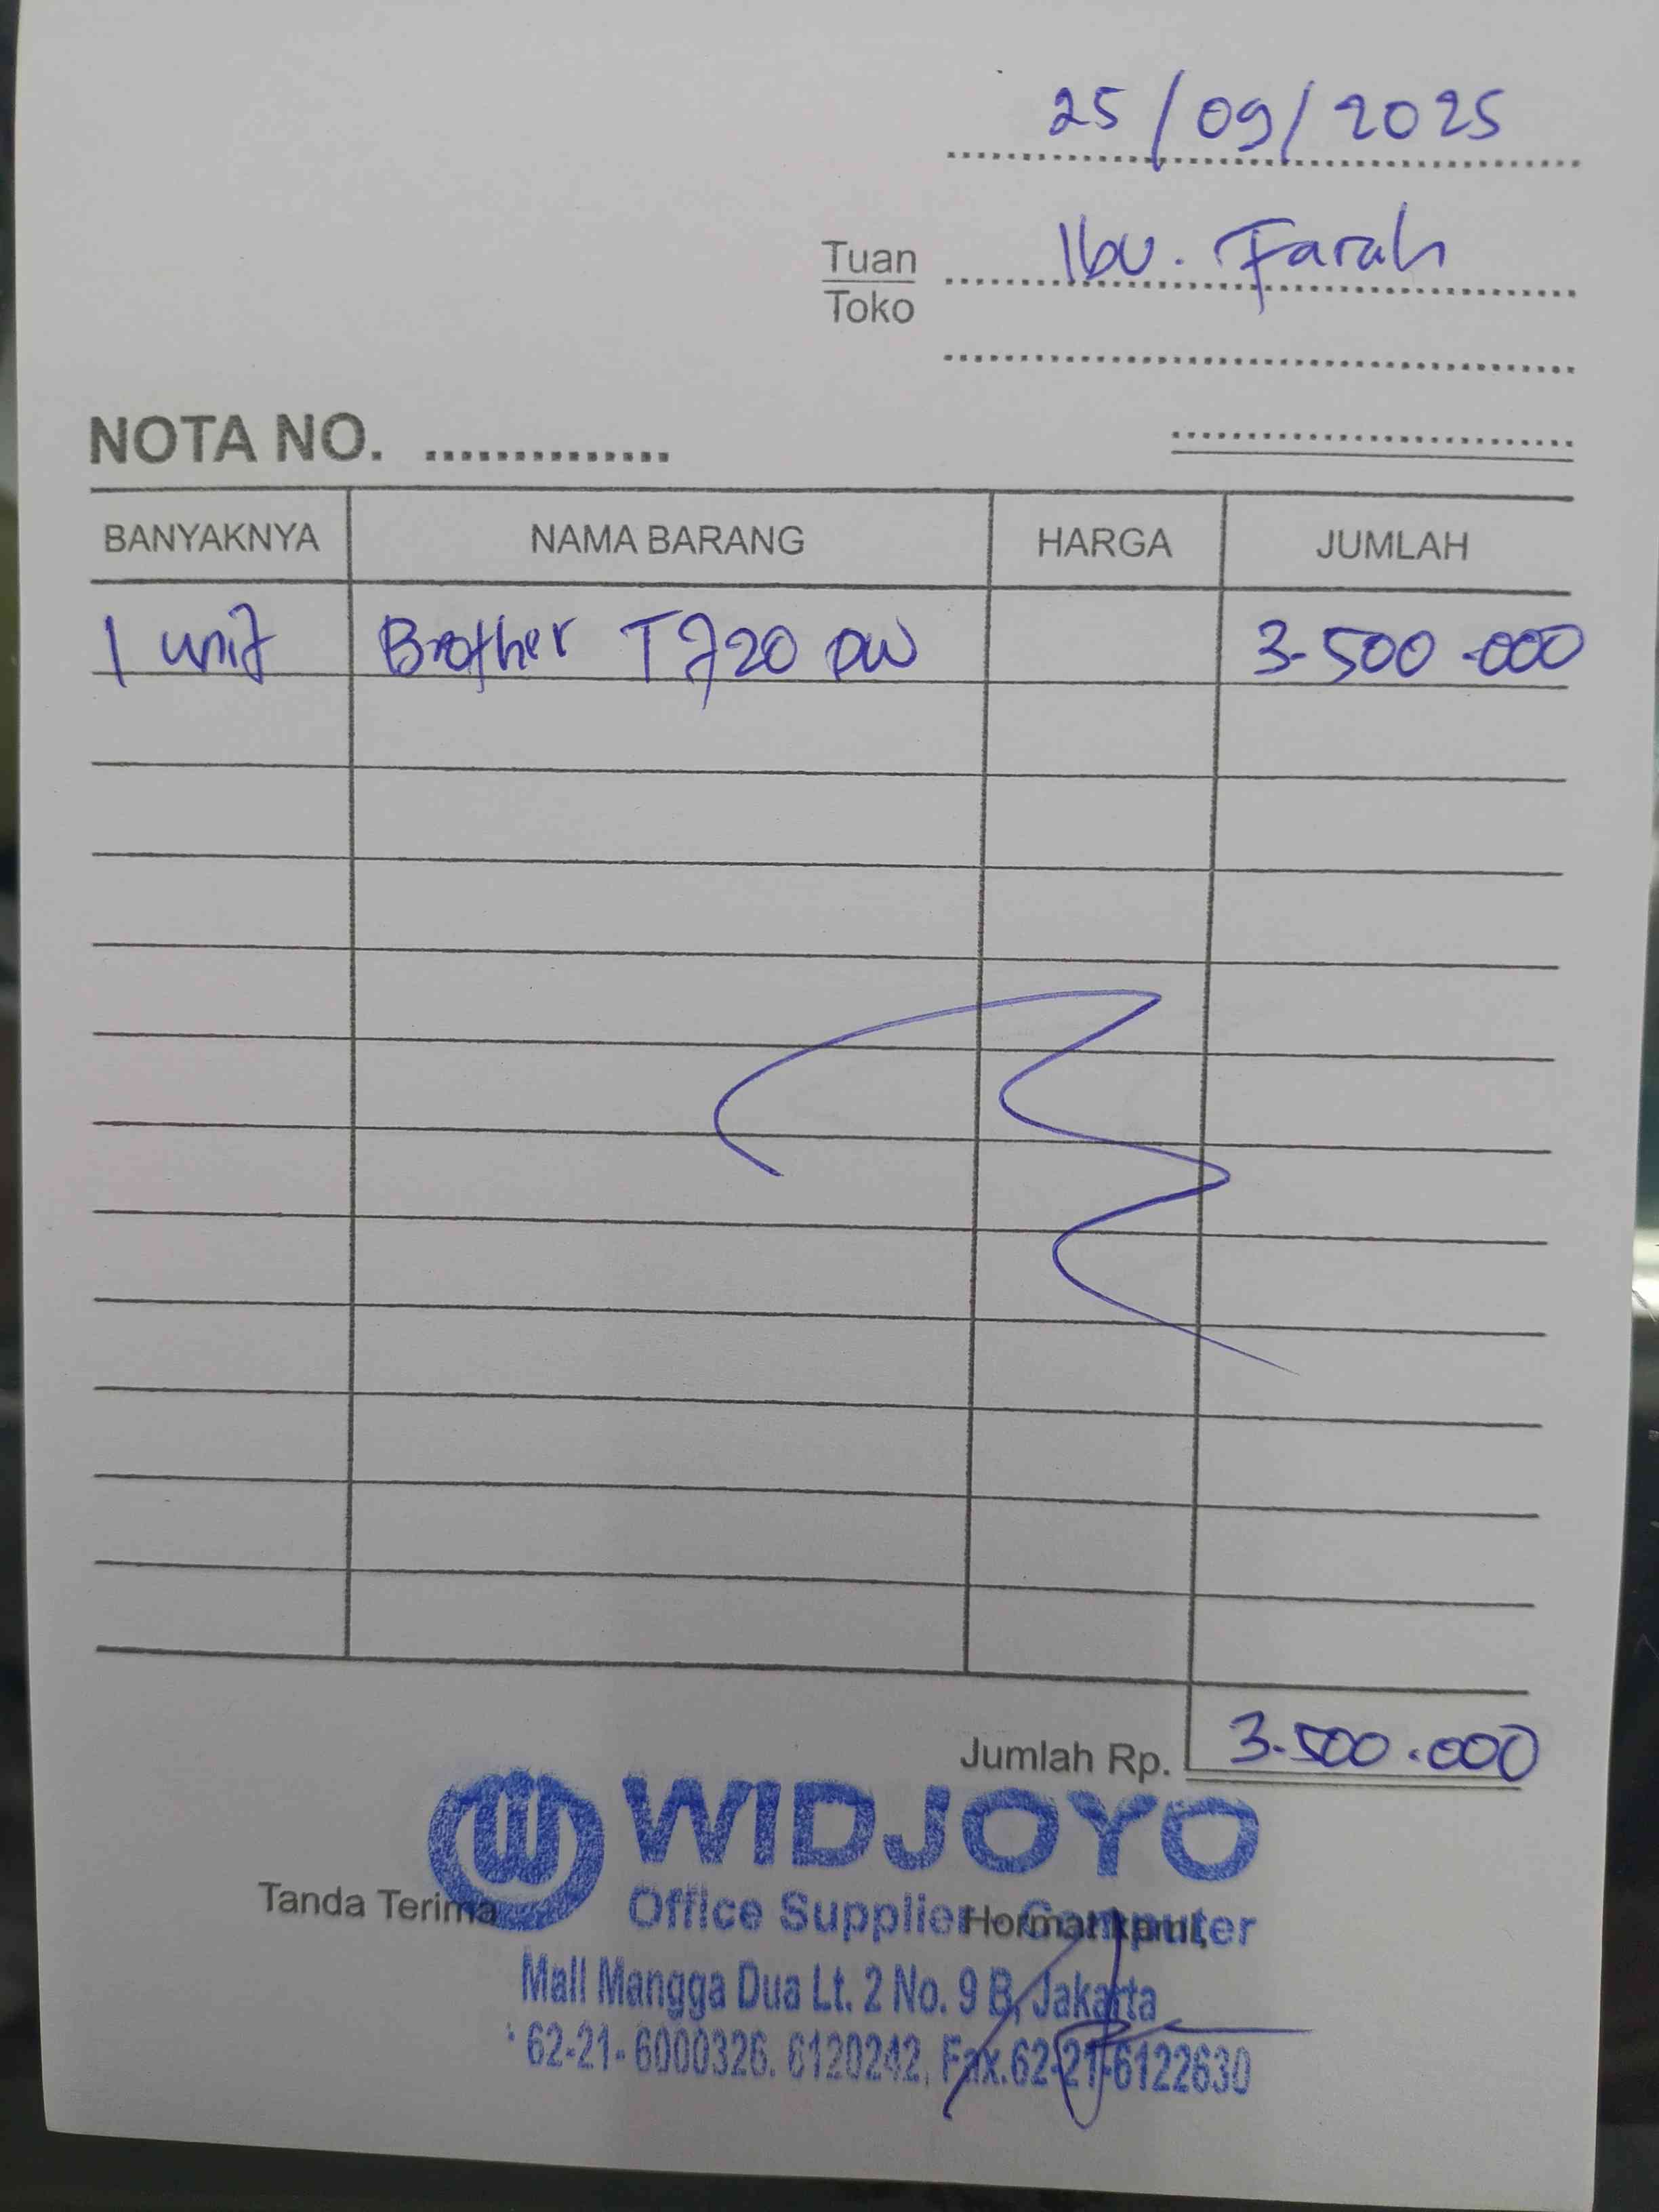 25/09/2025
Tuan Ibu. Farah
Toko
NOTA NO. ..............
BANYAKNYA NAMA BARANG HARGA JUMLAH
1 unit Brother T720 DW 3.500.000
Jumlah Rp. 3.500.000
WIDJOYO
Tanda Terima Hormat kami,
Office Supplier Computer
Mall Mangga Dua Lt. 2 No. 9 B, Jakarta
62-21-6000326. 6120242, Fax.62-21-6122630